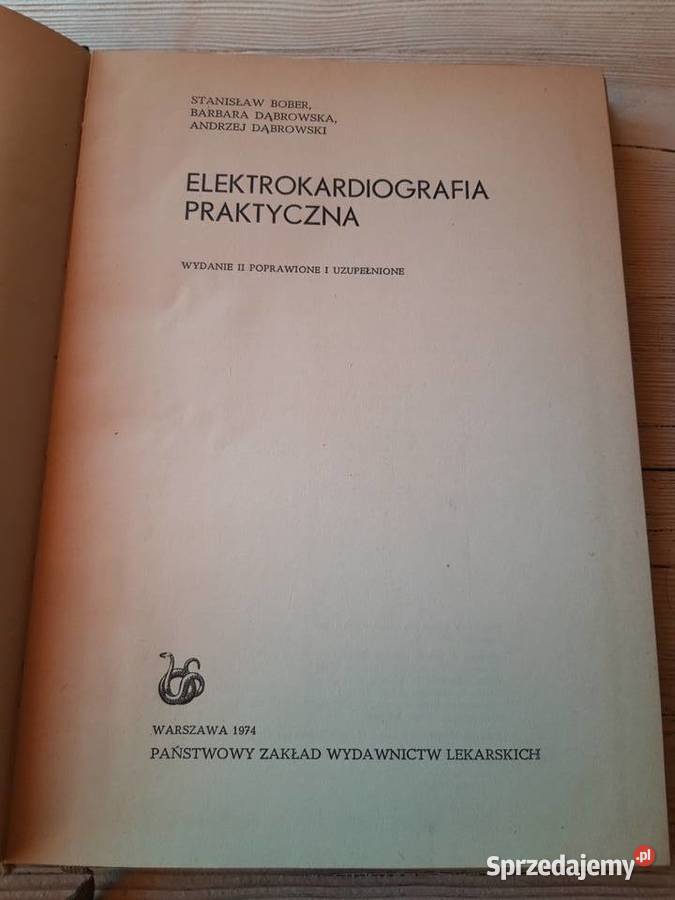 STANISŁAW BOBER,
BARBARA DĄBROWSKA,
ANDRZEJ DĄBROWSKI
ELEKTROKARDIOGRAFIA
PRAKTYCZNA
WYDANIE II POPRAWIONE I UZUPEŁNIONE
WARSZAWA 1974
PAŃSTWOWY ZAKŁAD WYDAWNICTW LEKARSKICH
Sprzedajemy.pl